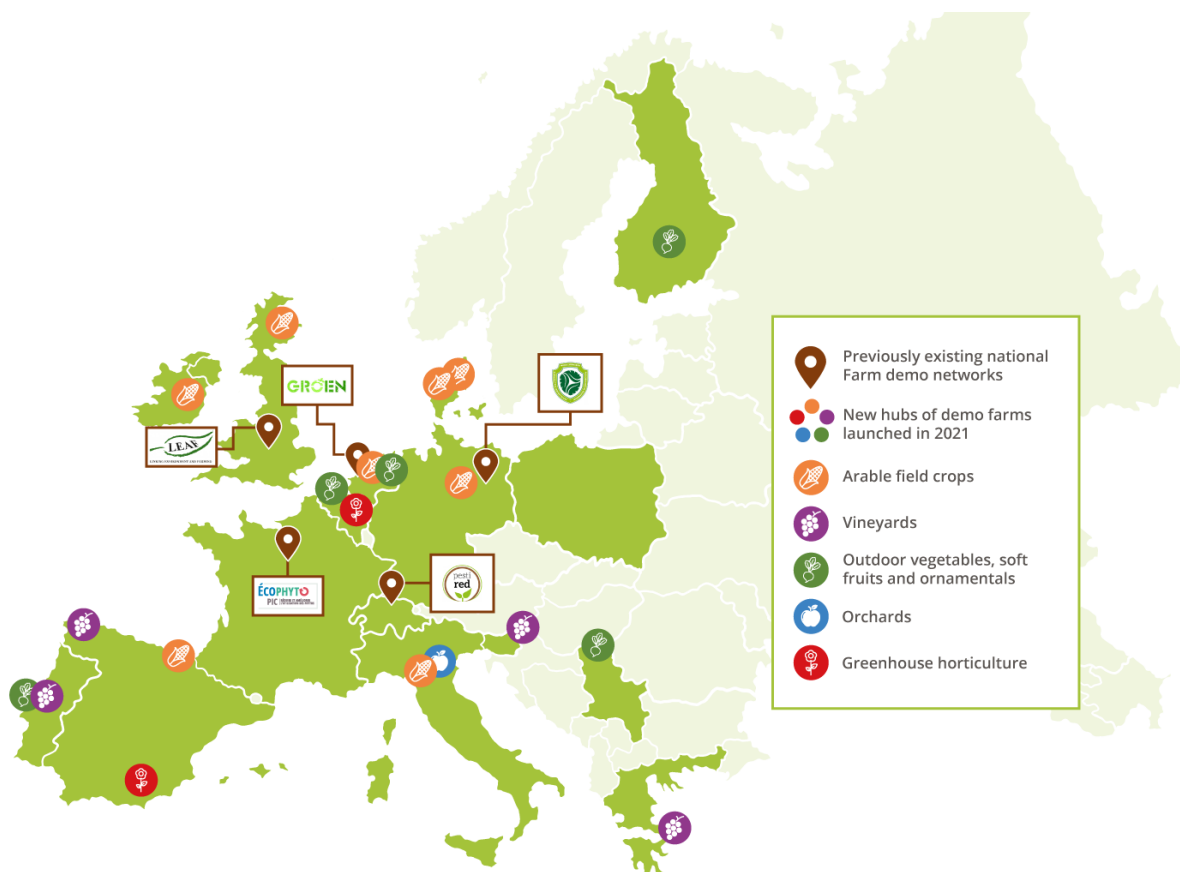 GROEN
LEAF
ÉCOPHYTO
PIC
pesti
red
Previously existing national
Farm demo networks
New hubs of demo farms
launched in 2021
Arable field crops
Vineyards
Outdoor vegetables, soft
fruits and ornamentals
Orchards
Greenhouse horticulture